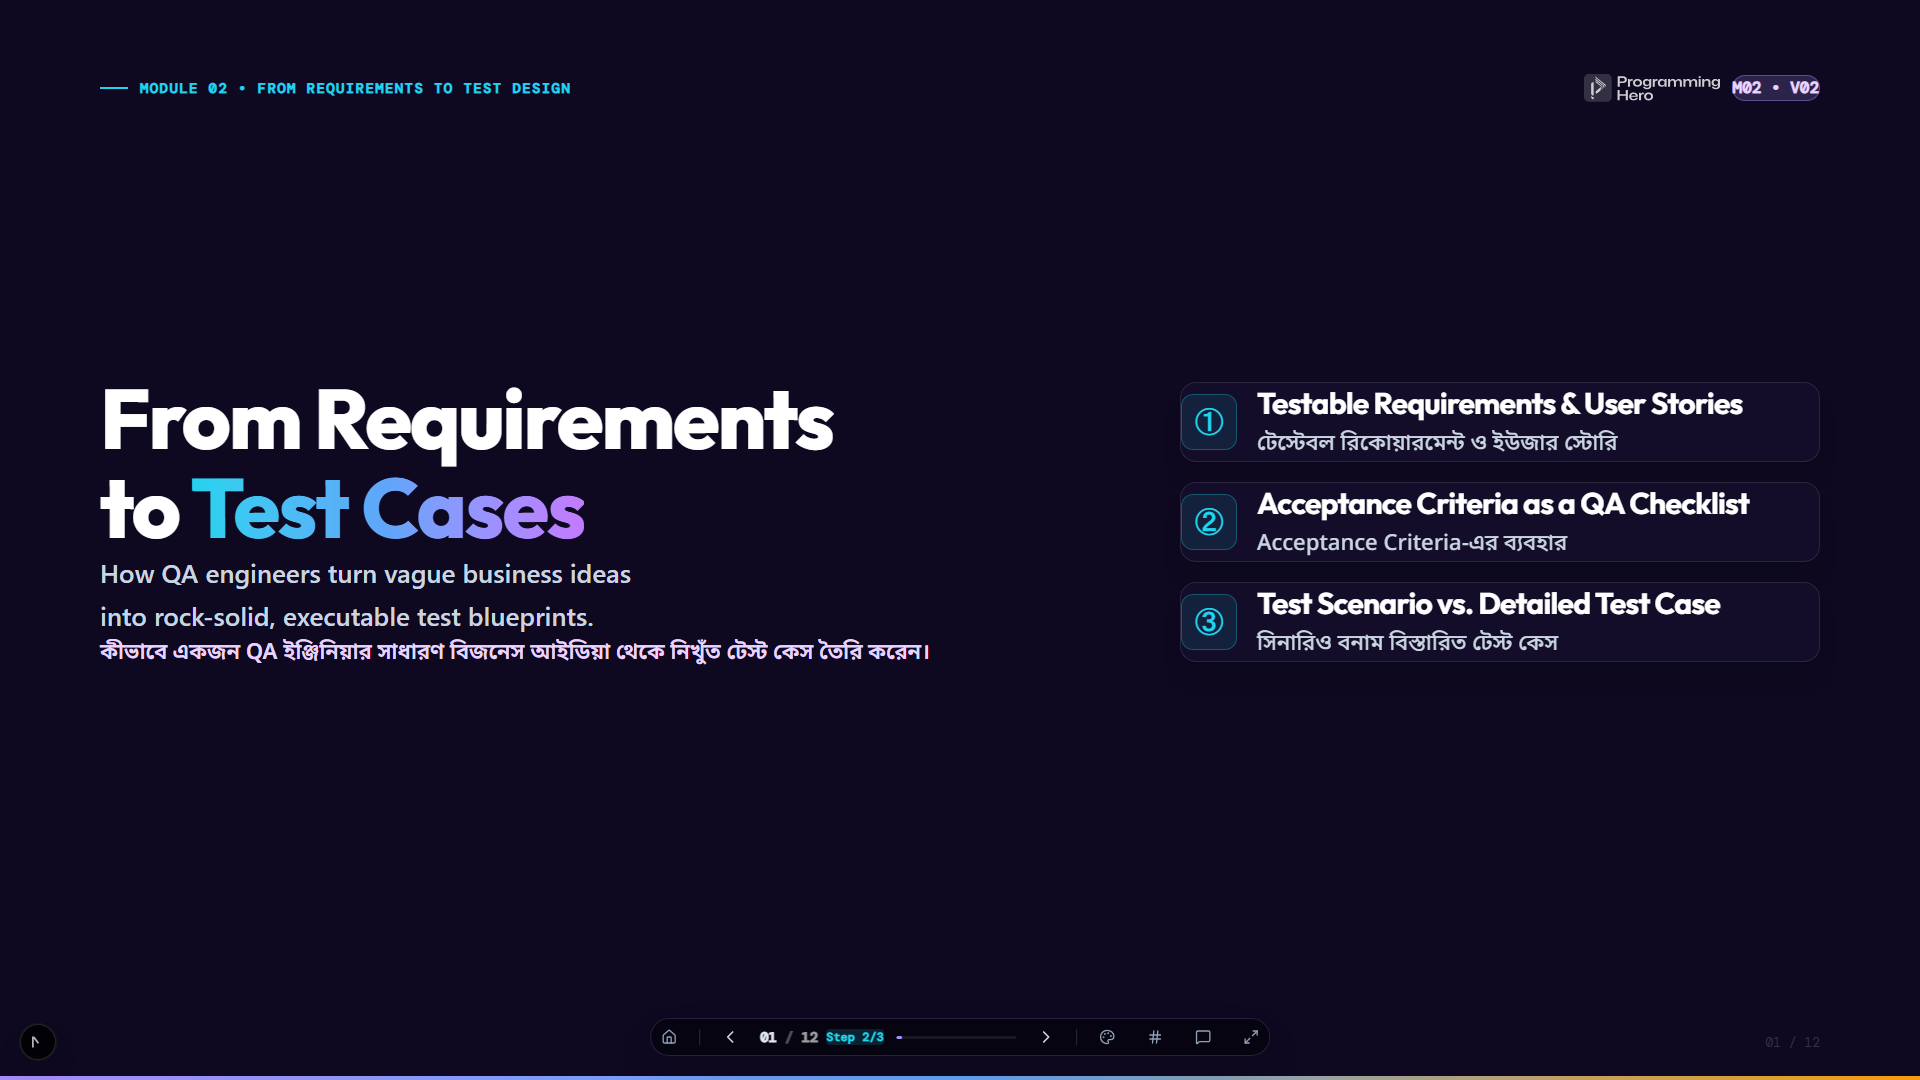 MODULE 02 • FROM REQUIREMENTS TO TEST DESIGN
Programming
Hero
M02 • V02
From Requirements
to Test Cases
How QA engineers turn vague business ideas
into rock-solid, executable test blueprints.
কীভাবে একজন QA ইঞ্জিনিয়ার সাধারণ বিজনেস আইডিয়া থেকে নিখুঁত টেস্ট কেস তৈরি করেন।
①
Testable Requirements & User Stories
টেস্টেবল রিকোয়ারমেন্ট ও ইউজার স্টোরি
②
Acceptance Criteria as a QA Checklist
Acceptance Criteria-এর ব্যবহার
③
Test Scenario vs. Detailed Test Case
সিনারিও বনাম বিস্তারিত টেস্ট কেস
01 / 12 Step 2/3
01 / 12